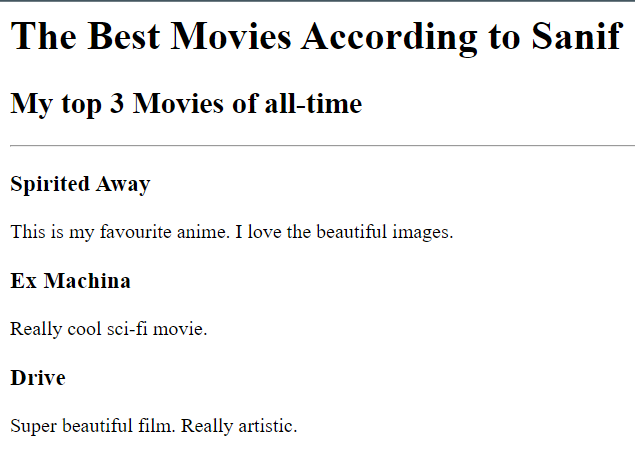 The Best Movies According to Sanif
My top 3 Movies of all-time
Spirited Away
This is my favourite anime. I love the beautiful images.
Ex Machina
Really cool sci-fi movie.
Drive
Super beautiful film. Really artistic.